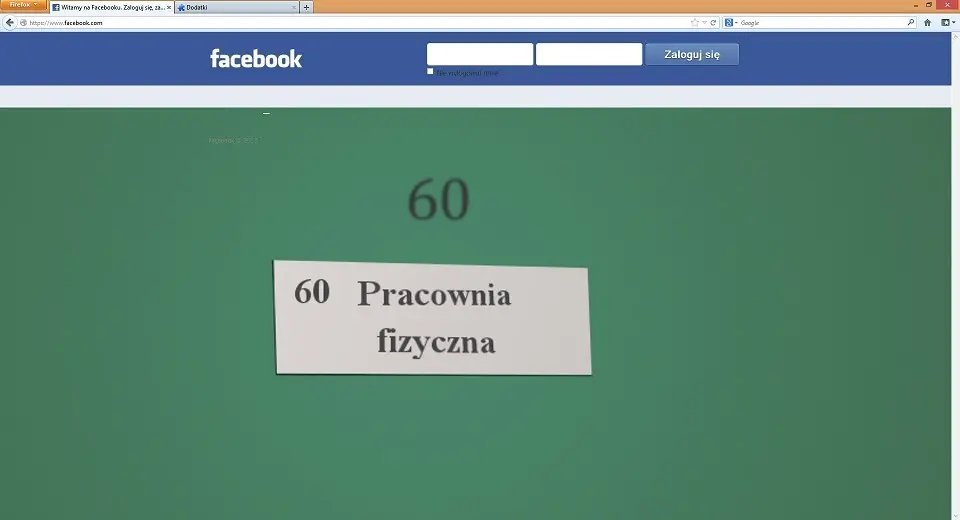 Firefox
Witamy na Facebooku. Zaloguj się, za...
Dodatki
https://www.facebook.com
Google
facebook
Zaloguj się
Nie wylogowuj mnie
60
60 Pracownia
fizyczna